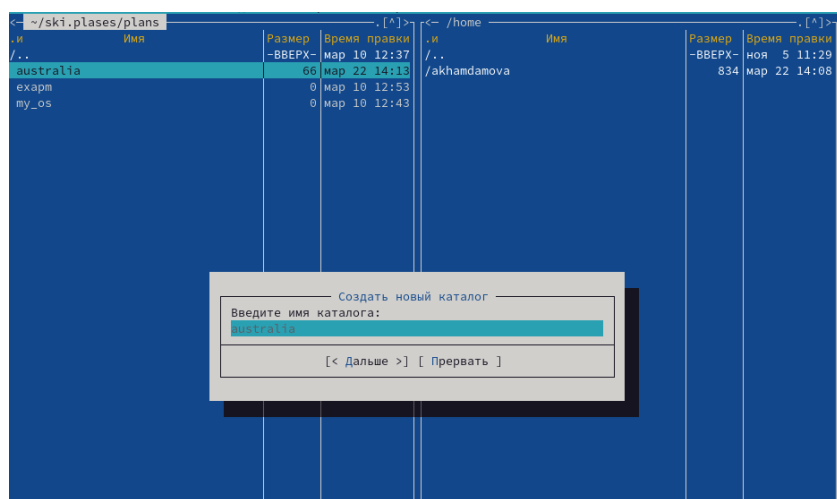 <— ~/ski.plases/plans —.[^]>┐
.и Имя Размер Время правки
/.. -ВВЕРХ- мар 10 12:37
australia 66 мар 22 14:13
exapm 0 мар 10 12:53
my_os 0 мар 10 12:43
┌<— /home —.[^]>┐
.и Имя Размер Время правки
/.. -ВВЕРХ- ноя 5 11:29
/akhamdamova 834 мар 22 14:08
Создать новый каталог
Введите имя каталога:
australia
[< Дальше >] [ Прервать ]